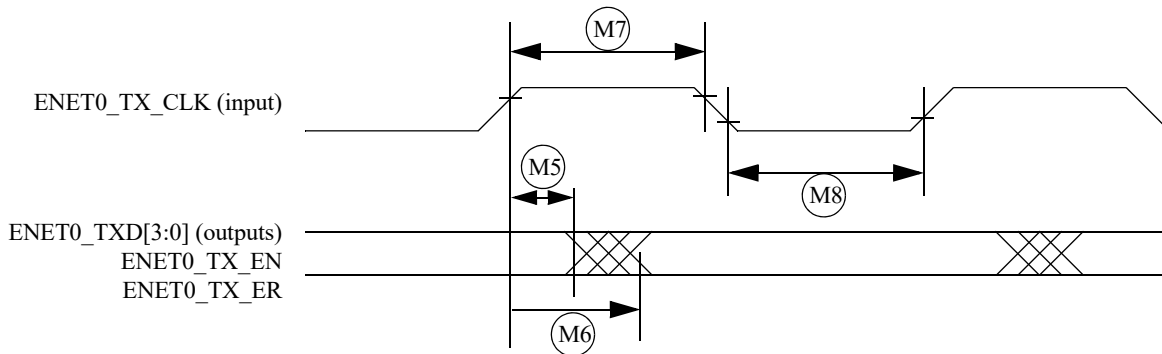 M7
ENET0_TX_CLK (input)
M5
M8
ENET0_TXD[3:0] (outputs)
ENET0_TX_EN
ENET0_TX_ER
M6